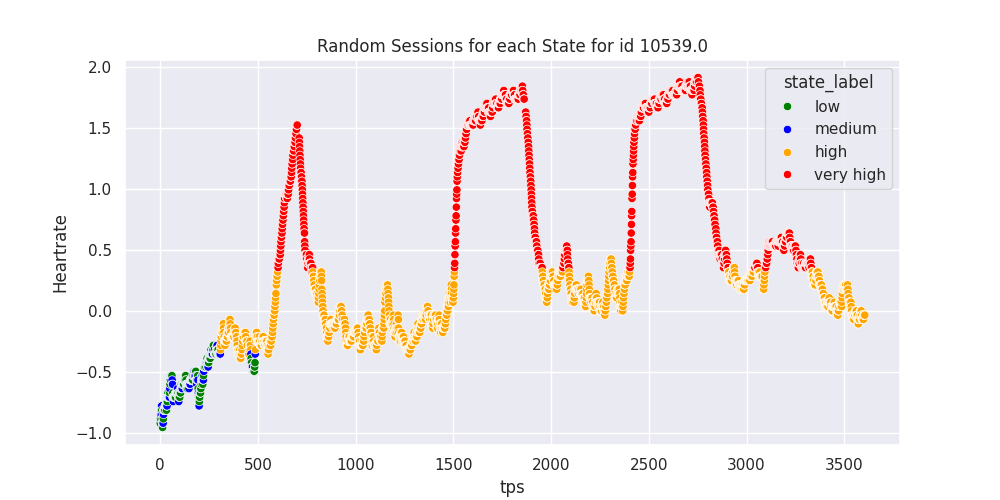 Random Sessions for each State for id 10539.0
2.0
1.5
1.0
0.5
0.0
−0.5
−1.0
Heartrate
0 500 1000 1500 2000 2500 3000 3500
tps
state_label
low
medium
high
very high